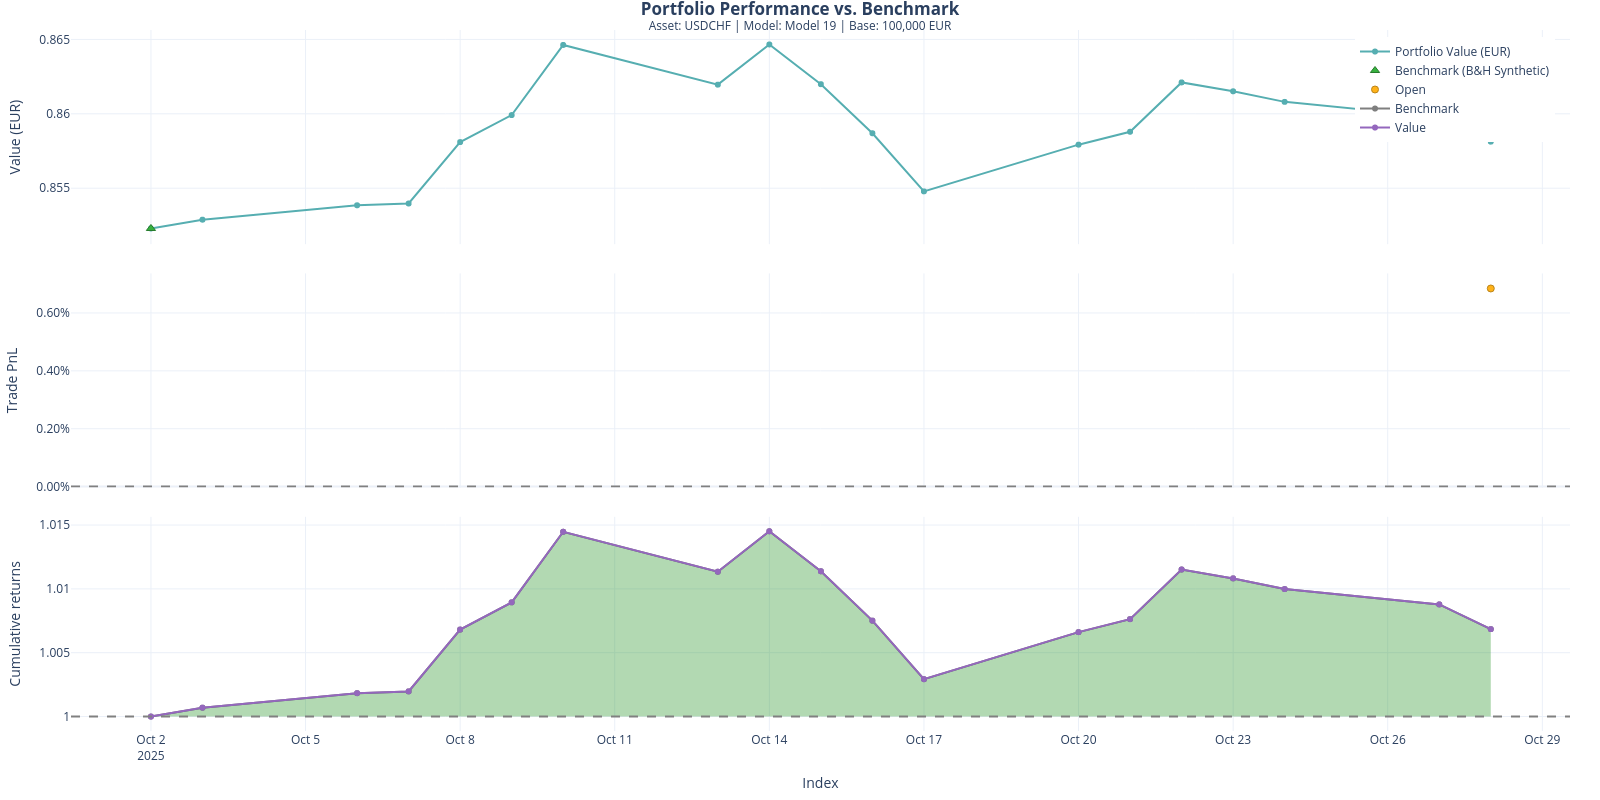 Portfolio Performance vs. Benchmark
Asset: USDCHF | Model: Model 19 | Base: 100,000 EUR
Value (EUR)
0.865
0.86
0.855
Portfolio Value (EUR)
Benchmark (B&H Synthetic)
Open
Benchmark
Value
Trade PnL
0.60%
0.40%
0.20%
0.00%
Cumulative returns
1.015
1.01
1.005
1
Oct 2
2025
Oct 5
Oct 8
Oct 11
Oct 14
Oct 17
Oct 20
Oct 23
Oct 26
Oct 29
Index